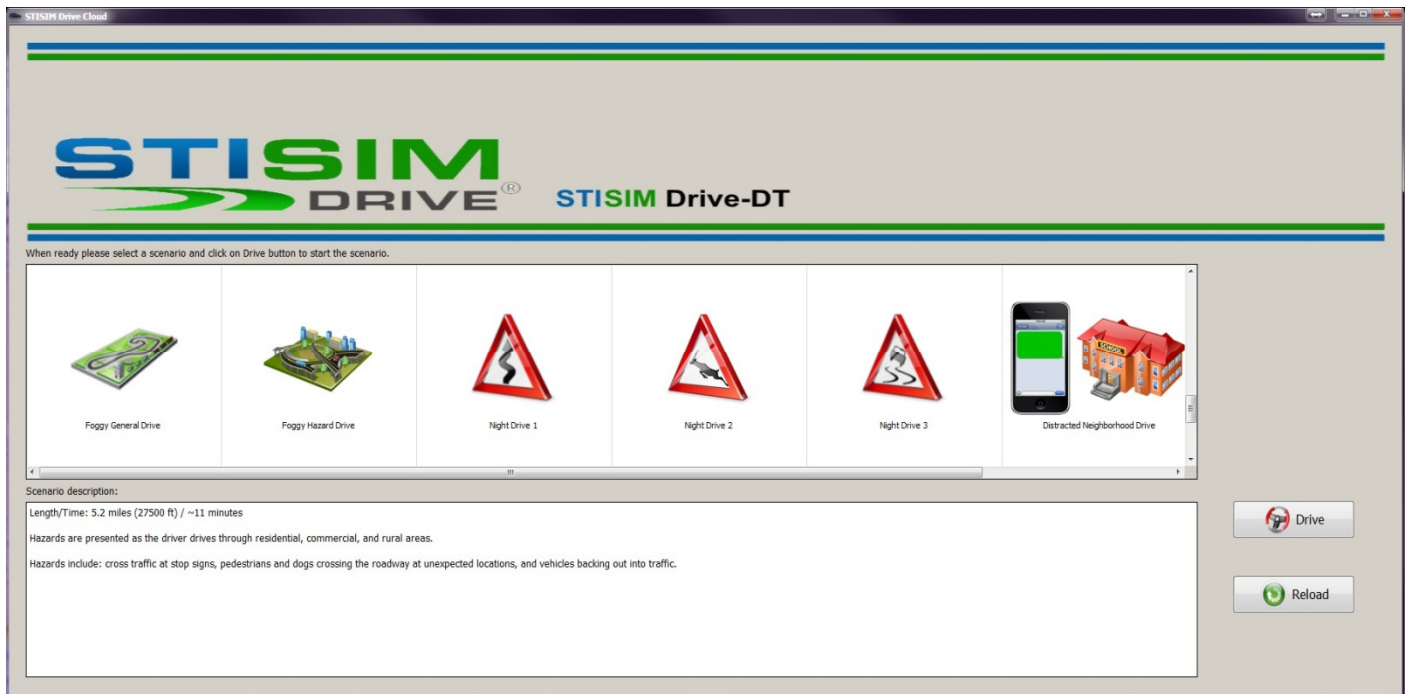 STISIM Drive Cloud
STISIM
DRIVE®
STISIM Drive-DT
When ready please select a scenario and click on Drive button to start the scenario.
Foggy General Drive
Foggy Hazard Drive
Night Drive 1
Night Drive 2
Night Drive 3
SCHOOL
Distracted Neighborhood Drive
Scenario description:
Length/Time: 5.2 miles (27500 ft) / ~11 minutes
Hazards are presented as the driver drives through residential, commercial, and rural areas.
Hazards include: cross traffic at stop signs, pedestrians and dogs crossing the roadway at unexpected locations, and vehicles backing out into traffic.
Drive
Reload